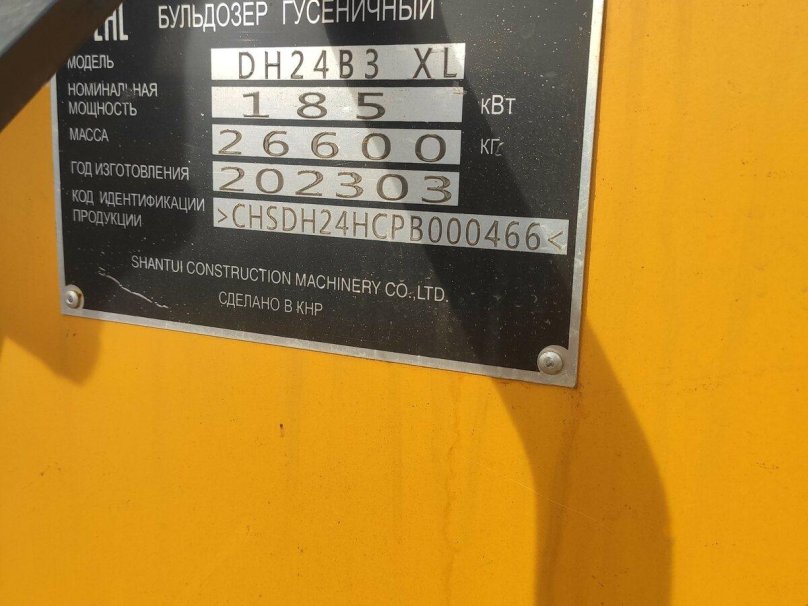 EAC
БУЛЬДОЗЕР ГУСЕНИЧНЫЙ
МОДЕЛЬ DH24B3 XL
НОМИНАЛЬНАЯ
МОЩНОСТЬ 185 кВт
МАССА 26600 КГ
ГОД ИЗГОТОВЛЕНИЯ 202303
КОД ИДЕНТИФИКАЦИИ
ПРОДУКЦИИ >CHSDH24HCPB000466<
SHANTUI CONSTRUCTION MACHINERY CO.,LTD.
СДЕЛАНО В КНР